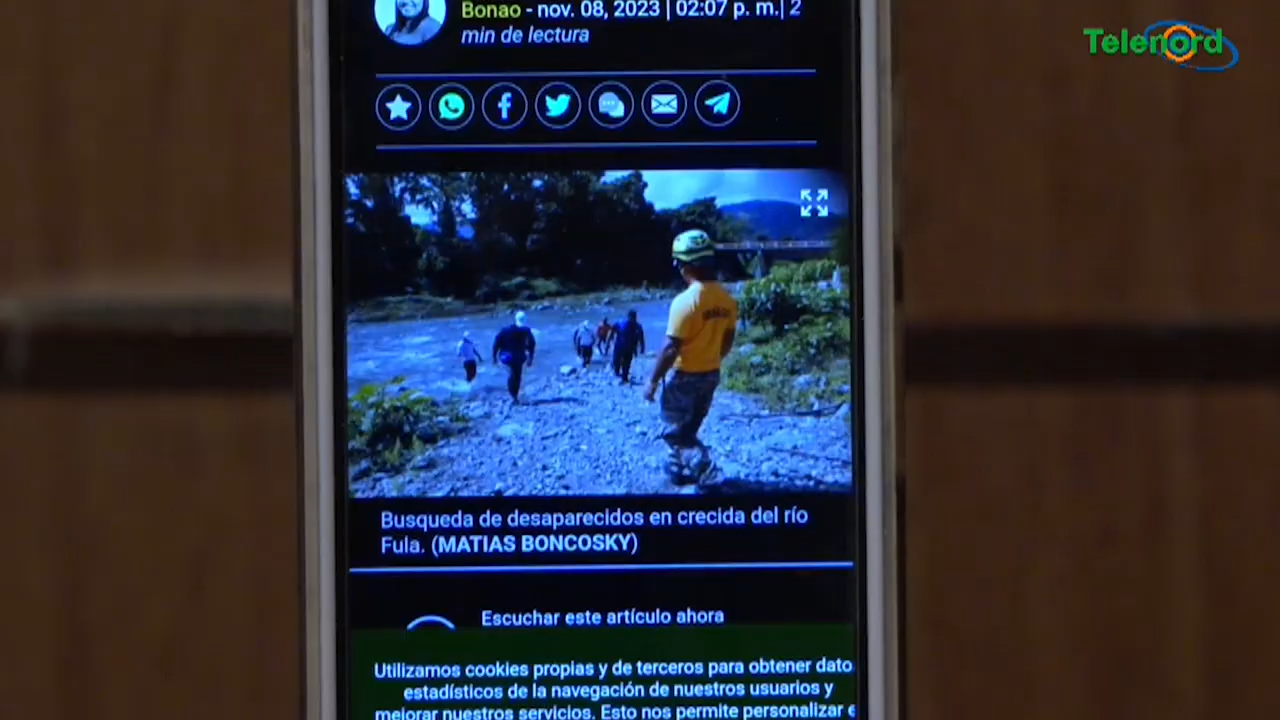 Telenord
Bonao - nov. 08, 2023 | 02:07 p. m.| 2
min de lectura
Busqueda de desaparecidos en crecida del río
Fula. (MATIAS BONCOSKY)
Escuchar este artículo ahora
Utilizamos cookies propias y de terceros para obtener dato
estadísticos de la navegación de nuestros usuarios y
mejorar nuestros servicios. Esto nos permite personalizar e